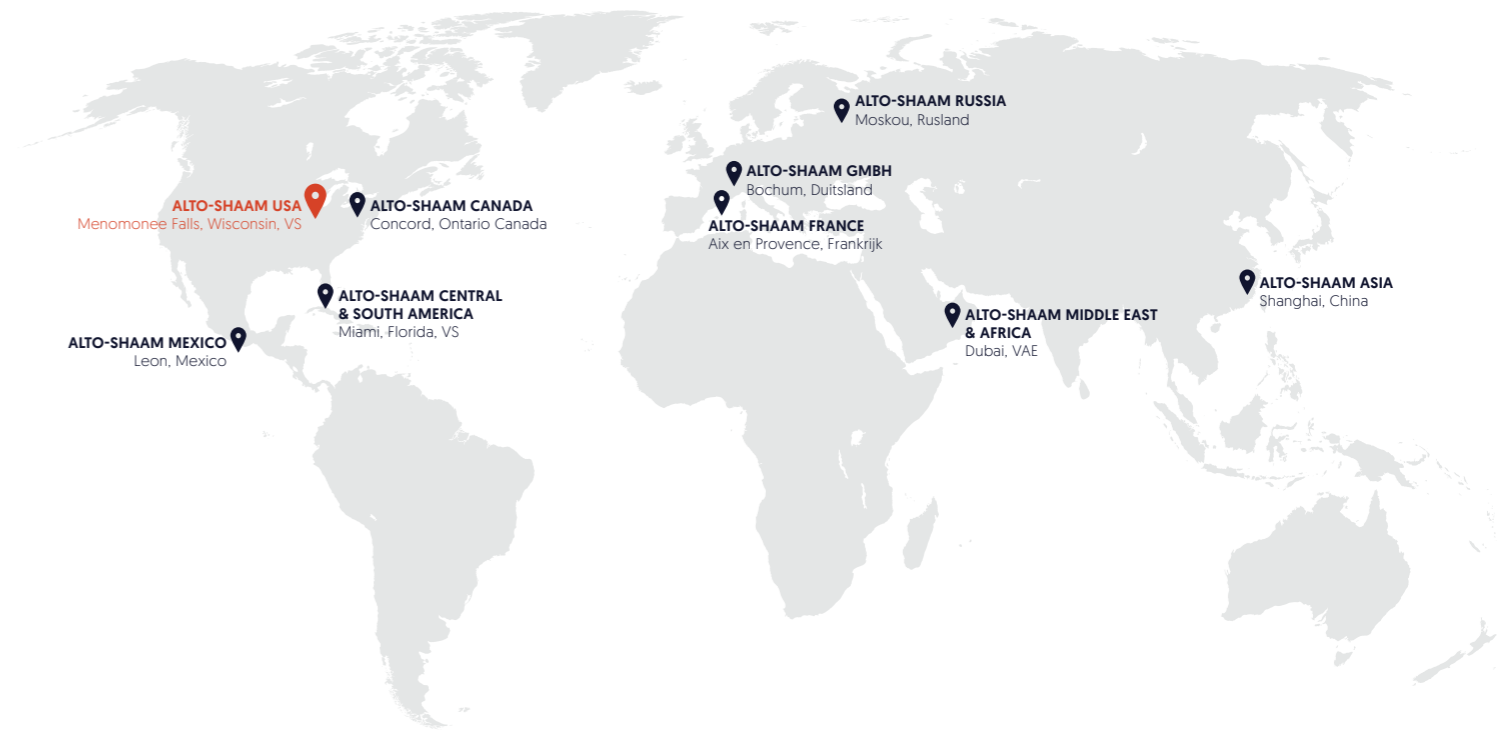 ALTO-SHAAM RUSSIA
Moskou, Rusland
ALTO-SHAAM GMBH
Bochum, Duitsland
ALTO-SHAAM USA
Menomonee Falls, Wisconsin, VS
ALTO-SHAAM CANADA
Concord, Ontario Canada
ALTO-SHAAM FRANCE
Aix en Provence, Frankrijk
ALTO-SHAAM ASIA
Shanghai, China
ALTO-SHAAM CENTRAL
& SOUTH AMERICA
Miami, Florida, VS
ALTO-SHAAM MIDDLE EAST
& AFRICA
Dubai, VAE
ALTO-SHAAM MEXICO
Leon, Mexico